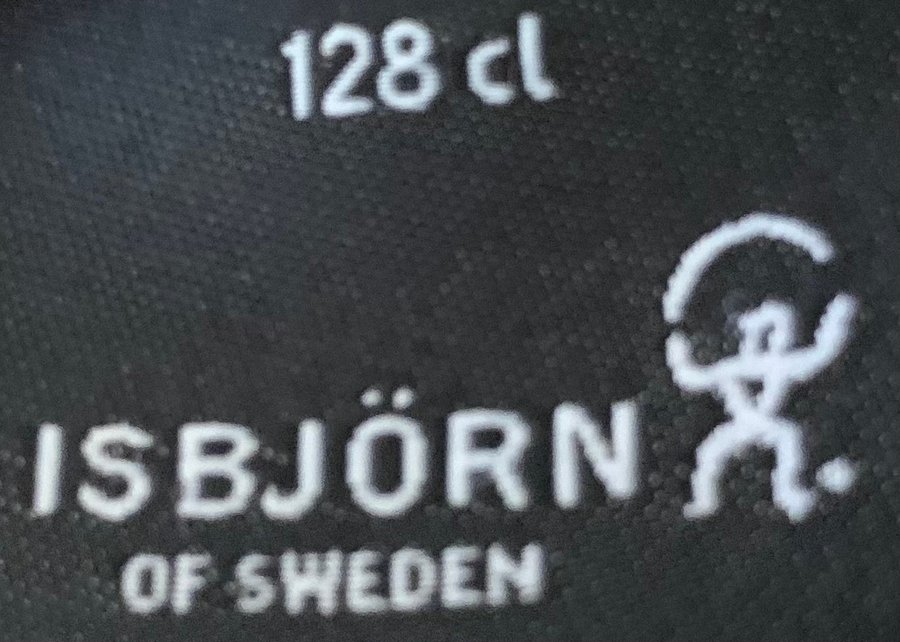 128 cl
ISBJÖRN
OF SWEDEN